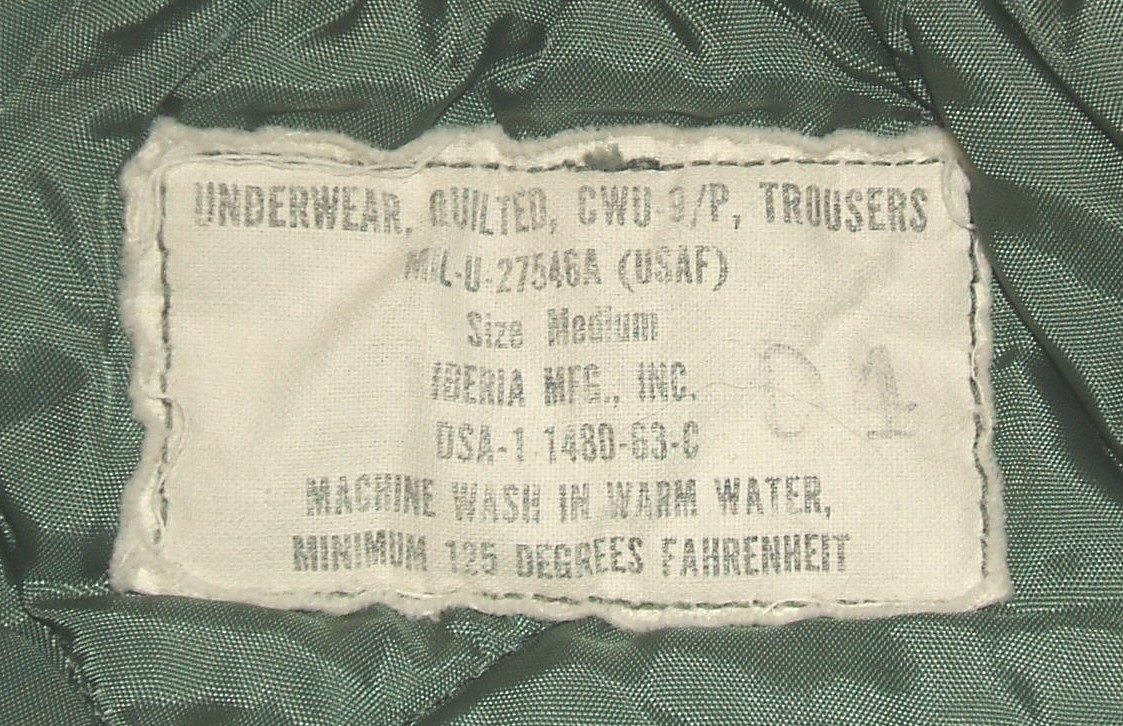 UNDERWEAR, QUILTED, CWU-9/P, TROUSERS
MIL-U-27546A (USAF)
Size Medium
IBERIA MFG., INC.
DSA-1-1480-63-C
MACHINE WASH IN WARM WATER,
MINIMUM 125 DEGREES FAHRENHEIT